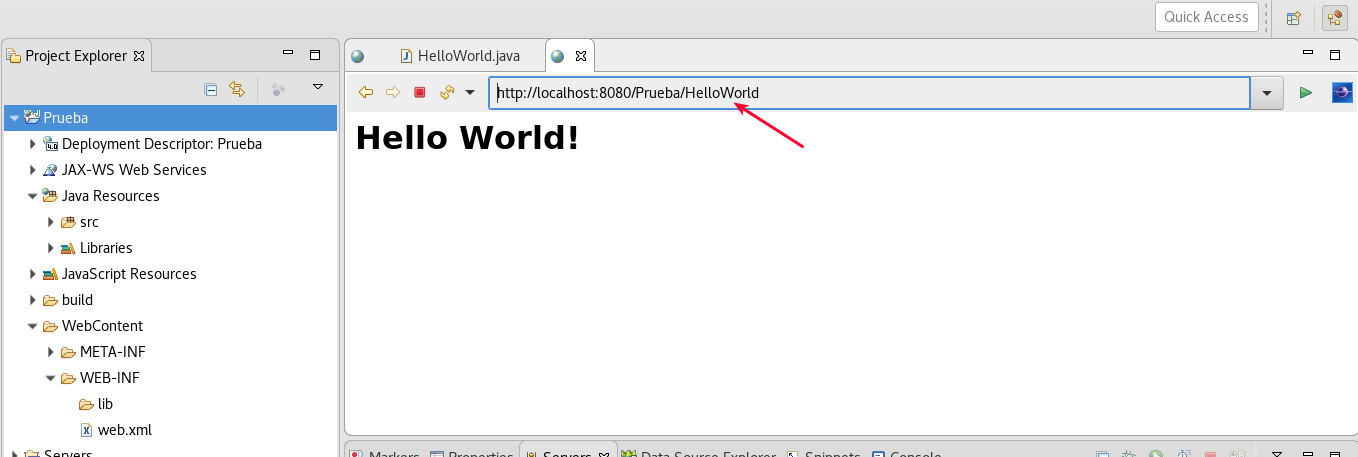 Quick Access
Project Explorer
HelloWorld.java
http://localhost:8080/Prueba/HelloWorld
Prueba
Deployment Descriptor: Prueba
JAX-WS Web Services
Java Resources
src
Libraries
JavaScript Resources
build
WebContent
META-INF
WEB-INF
lib
web.xml
Servers
Hello World!
Markers Properties Servers Data Source Explorer Snippets Console